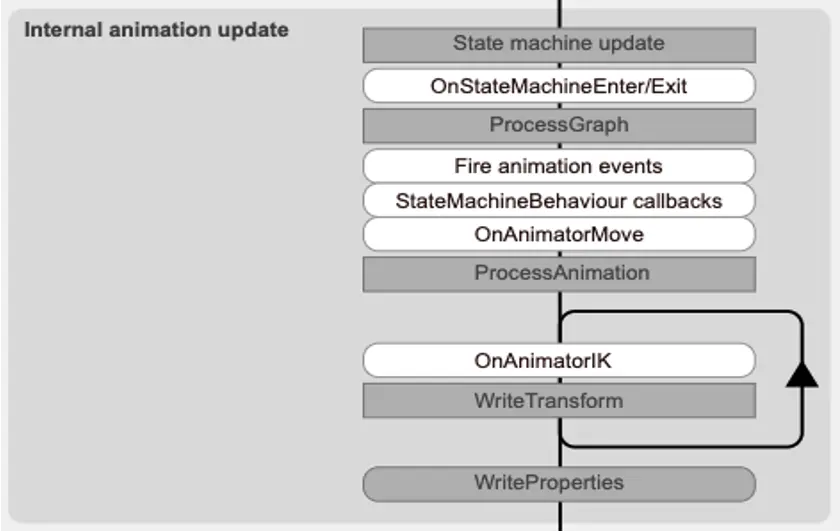 Internal animation update
State machine update
OnStateMachineEnter/Exit
ProcessGraph
Fire animation events
StateMachineBehaviour callbacks
OnAnimatorMove
ProcessAnimation
OnAnimatorIK
WriteTransform
WriteProperties